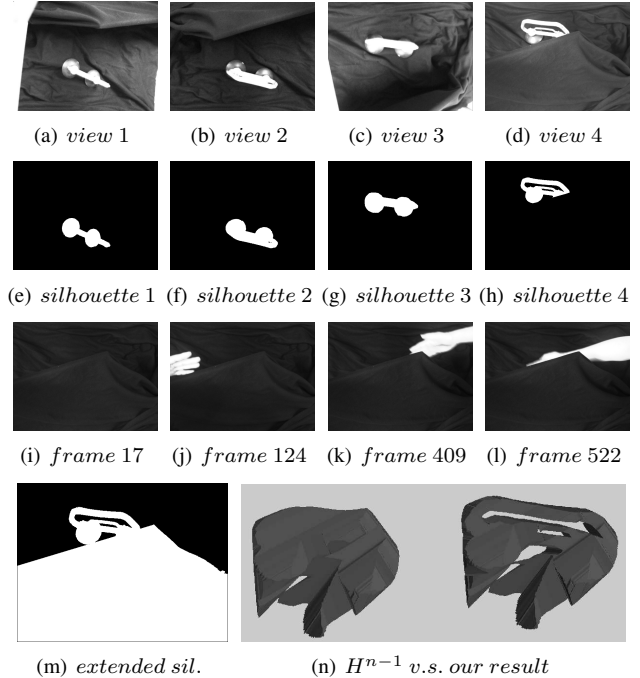 (a) view 1
(b) view 2
(c) view 3
(d) view 4
(e) silhouette 1
(f) silhouette 2
(g) silhouette 3
(h) silhouette 4
(i) frame 17
(j) frame 124
(k) frame 409
(l) frame 522
(m) extended sil.
(n) Hⁿ⁻¹ v.s. our result